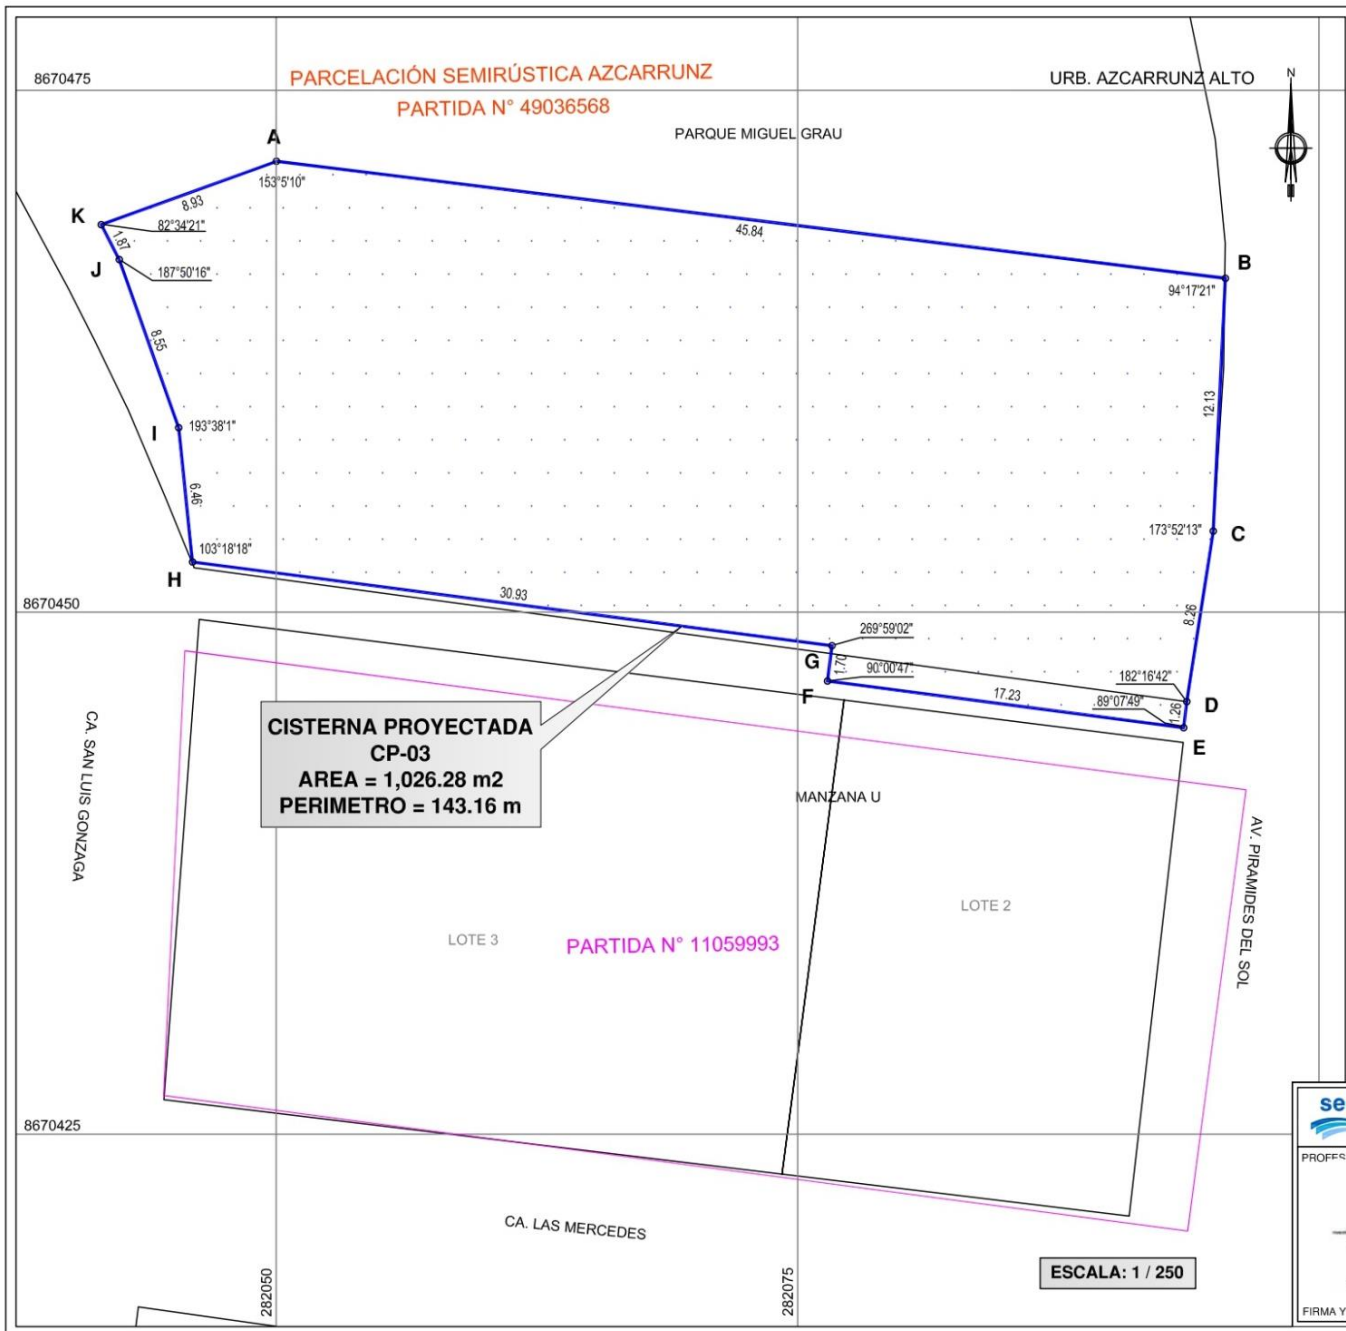 8670475
PARCELACIÓN SEMIRÚSTICA AZCARRUNZ
PARTIDA N° 49036568
URB. AZCARRUNZ ALTO
N
PARQUE MIGUEL GRAU
A
153°5'10"
8.93
K
82°34'21"
1.87
J
187°50'16"
45.84
B
94°17'21"
8.55
12.13
I
193°38'1"
6.46
173°52'13"
C
103°18'18"
H
30.93
8670450
8.26
269°59'02"
G
1.70
90°00'47"
F
17.23
182°16'42"
D
89°07'49"
1.26
E
CISTERNA PROYECTADA
CP-03
AREA = 1,026.28 m2
PERIMETRO = 143.16 m
CA. SAN LUIS GONZAGA
MANZANA U
AV. PIRAMIDES DEL SOL
LOTE 2
LOTE 3
PARTIDA N° 11059993
8670425
CA. LAS MERCEDES
282050
282075
ESCALA: 1 / 250
se
PROFES
FIRMA Y